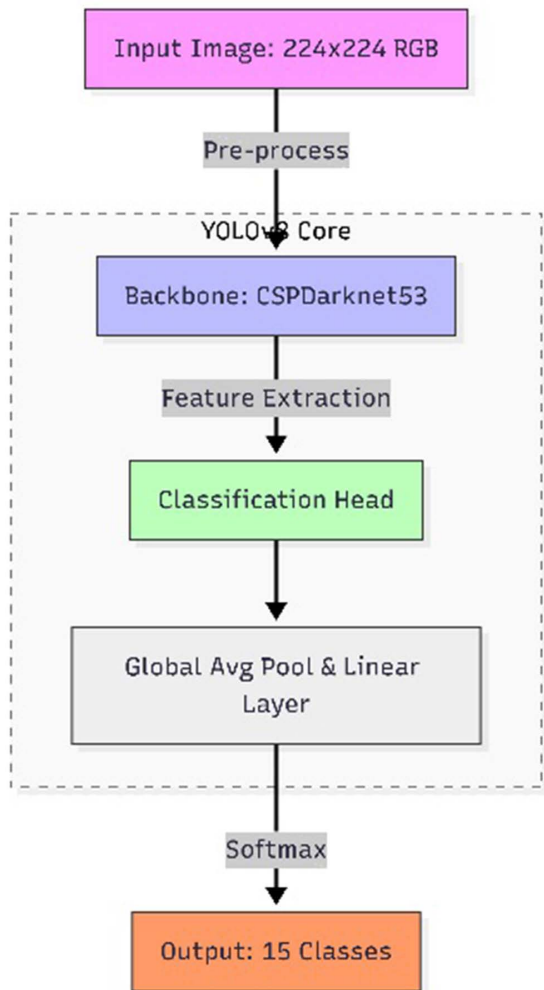 Input Image: 224x224 RGB
Pre-process
Core
Backbone: CSPDarknet53
Feature Extraction
Classification Head
Global Avg Pool & Linear
Layer
Softmax
Output: 15 Classes